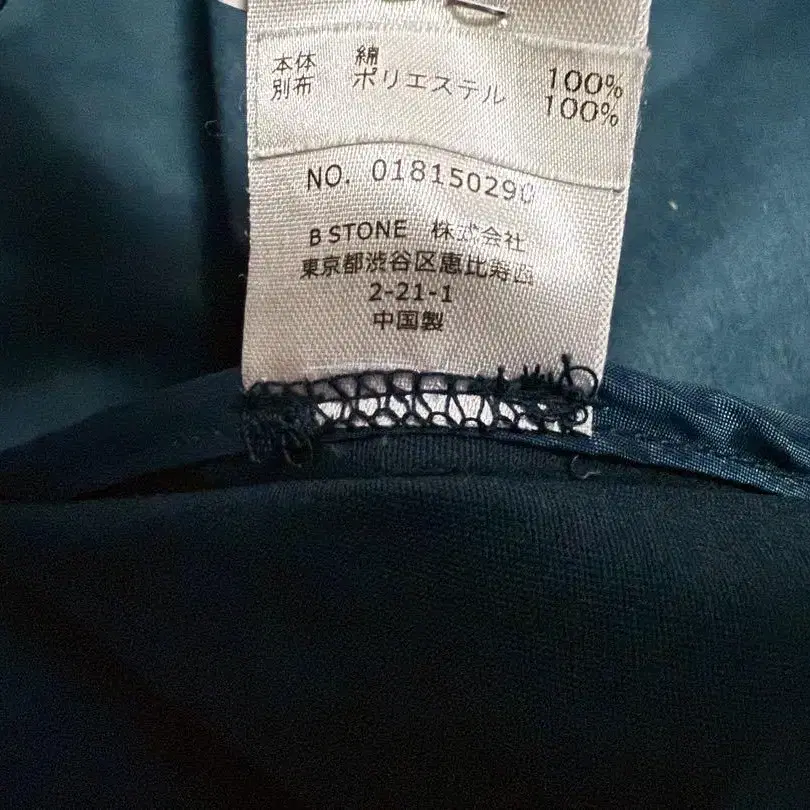 本体 綿 100%
別布 ポリエステル 100%
NO. 018150290
B STONE 株式会社
東京都渋谷区恵比寿西
2-21-1
中国製